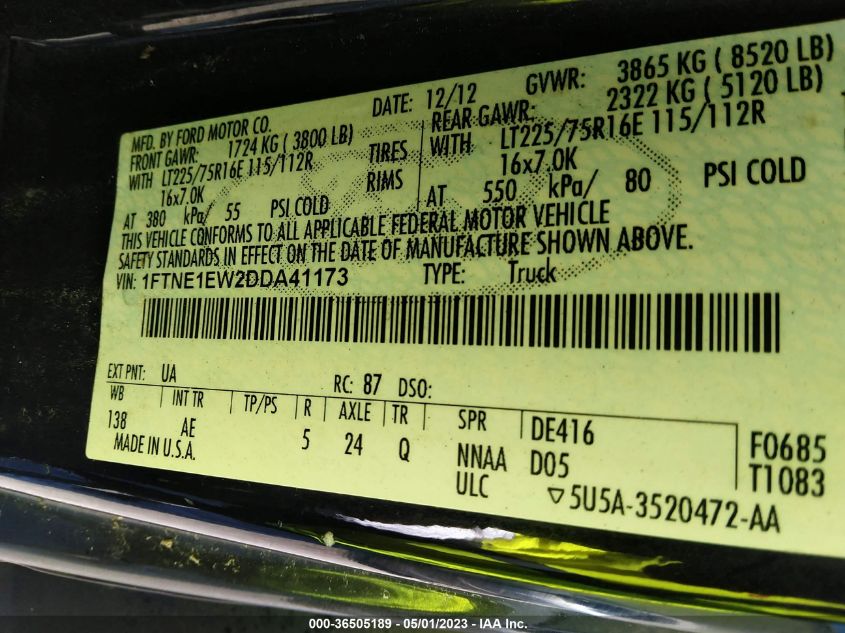 MFD. BY FORD MOTOR CO. DATE: 12/12 GVWR: 3865 KG ( 8520 LB)
FRONT GAWR: 1724 KG ( 3800 LB) REAR GAWR: 2322 KG ( 5120 LB)
WITH LT225/75R16E 115/112R TIRES WITH LT225/75R16E 115/112R
16x7.0K RIMS 16x7.0K
AT 380 kPa/ 55 PSI COLD AT 550 kPa/ 80 PSI COLD
THIS VEHICLE CONFORMS TO ALL APPLICABLE FEDERAL MOTOR VEHICLE
SAFETY STANDARDS IN EFFECT ON THE DATE OF MANUFACTURE SHOWN ABOVE.
VIN: 1FTNE1EW2DDA41173 TYPE: Truck
EXT PNT: UA RC: 87 DSO:
WB INT TR TP/PS R AXLE TR SPR DE416 F0685
138 AE 5 24 Q NNAA D05 T1083
MADE IN U.S.A. ULC ▽5U5A-3520472-AA
000-36505189 - 05/01/2023 - IAA Inc.